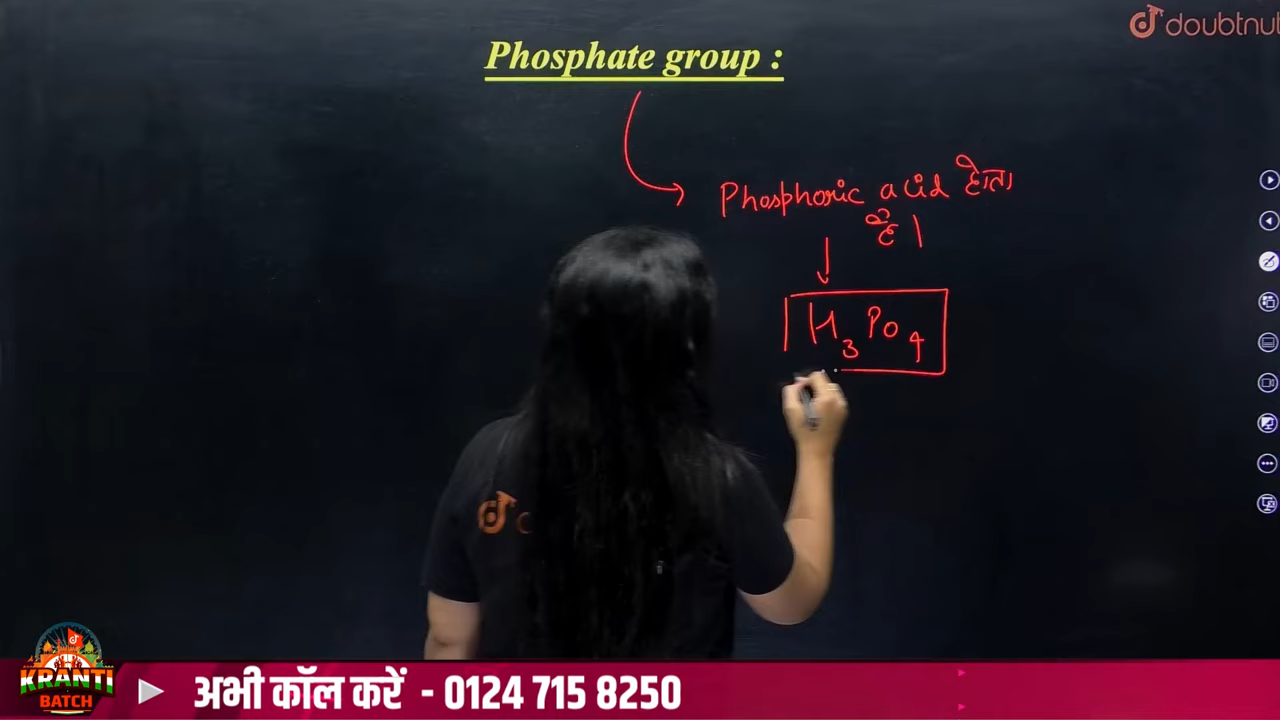 doubtnut
Phosphate group :
Phosphoric acid होता
है।
H3PO4
KRANTI
BATCH
अभी कॉल करें - 0124 715 8250